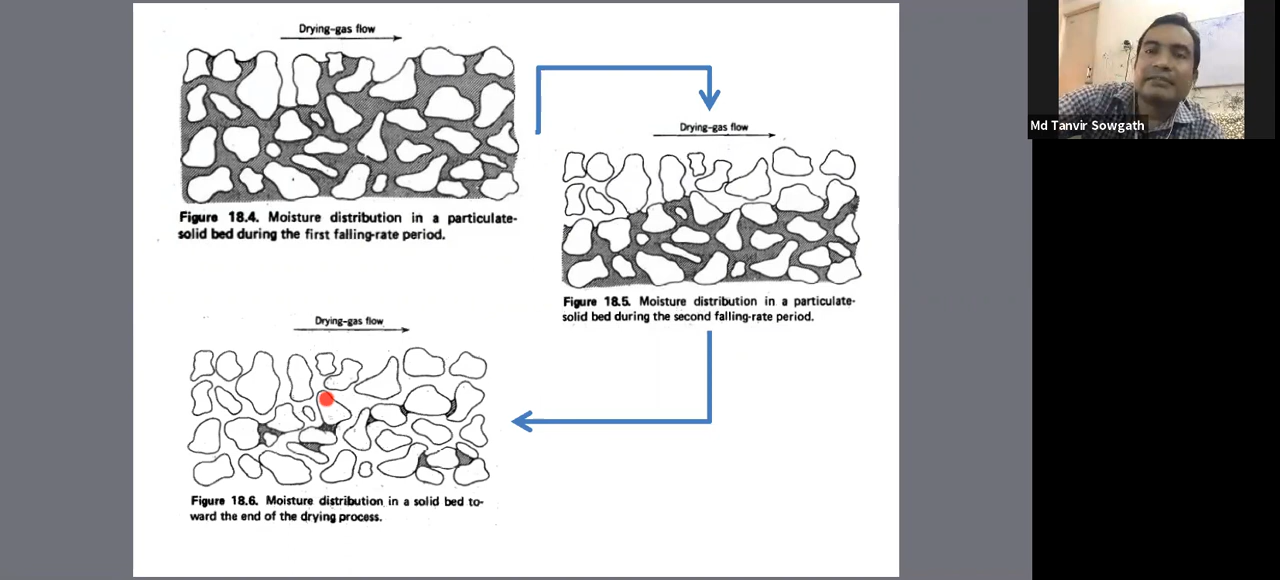 Drying-gas flow
Figure 18.4. Moisture distribution in a particulate-
solid bed during the first falling-rate period.
Drying-gas flow
Figure 18.5. Moisture distribution in a particulate-
solid bed during the second falling-rate period.
Drying-gas flow
Figure 18.6. Moisture distribution in a solid bed to-
ward the end of the drying process.
Md Tanvir Sowgath